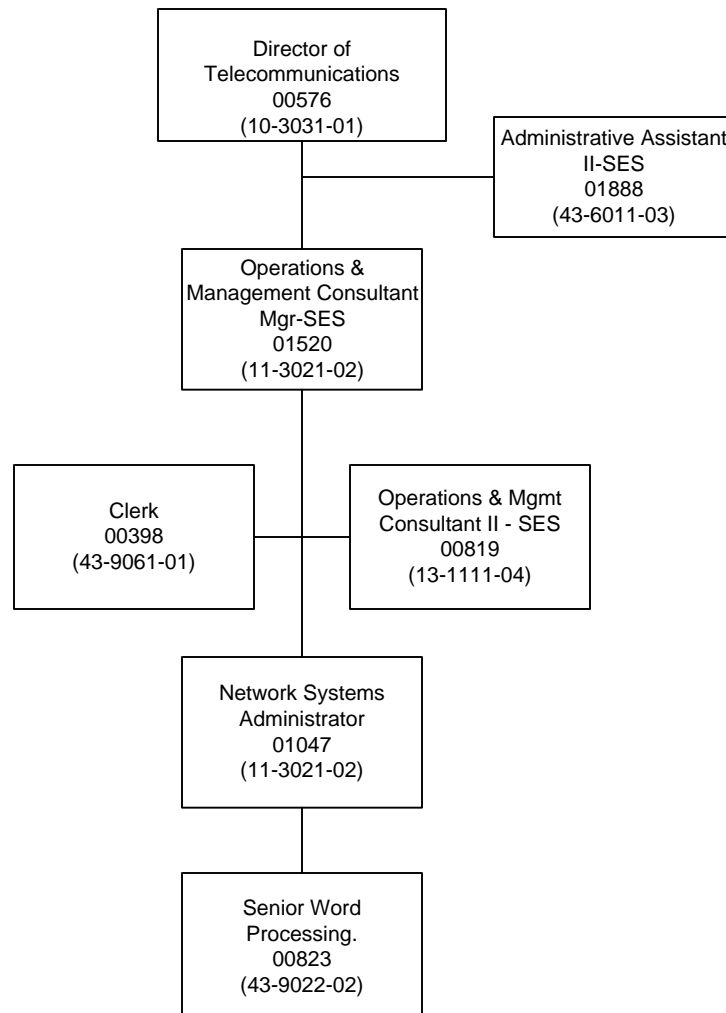 Director of
Telecommunications
00576
(10-3031-01)
Administrative Assistant
II-SES
01888
(43-6011-03)
Operations &
Management Consultant
Mgr-SES
01520
(11-3021-02)
Clerk
00398
(43-9061-01)
Operations & Mgmt
Consultant II - SES
00819
(13-1111-04)
Network Systems
Administrator
01047
(11-3021-02)
Senior Word
Processing.
00823
(43-9022-02)